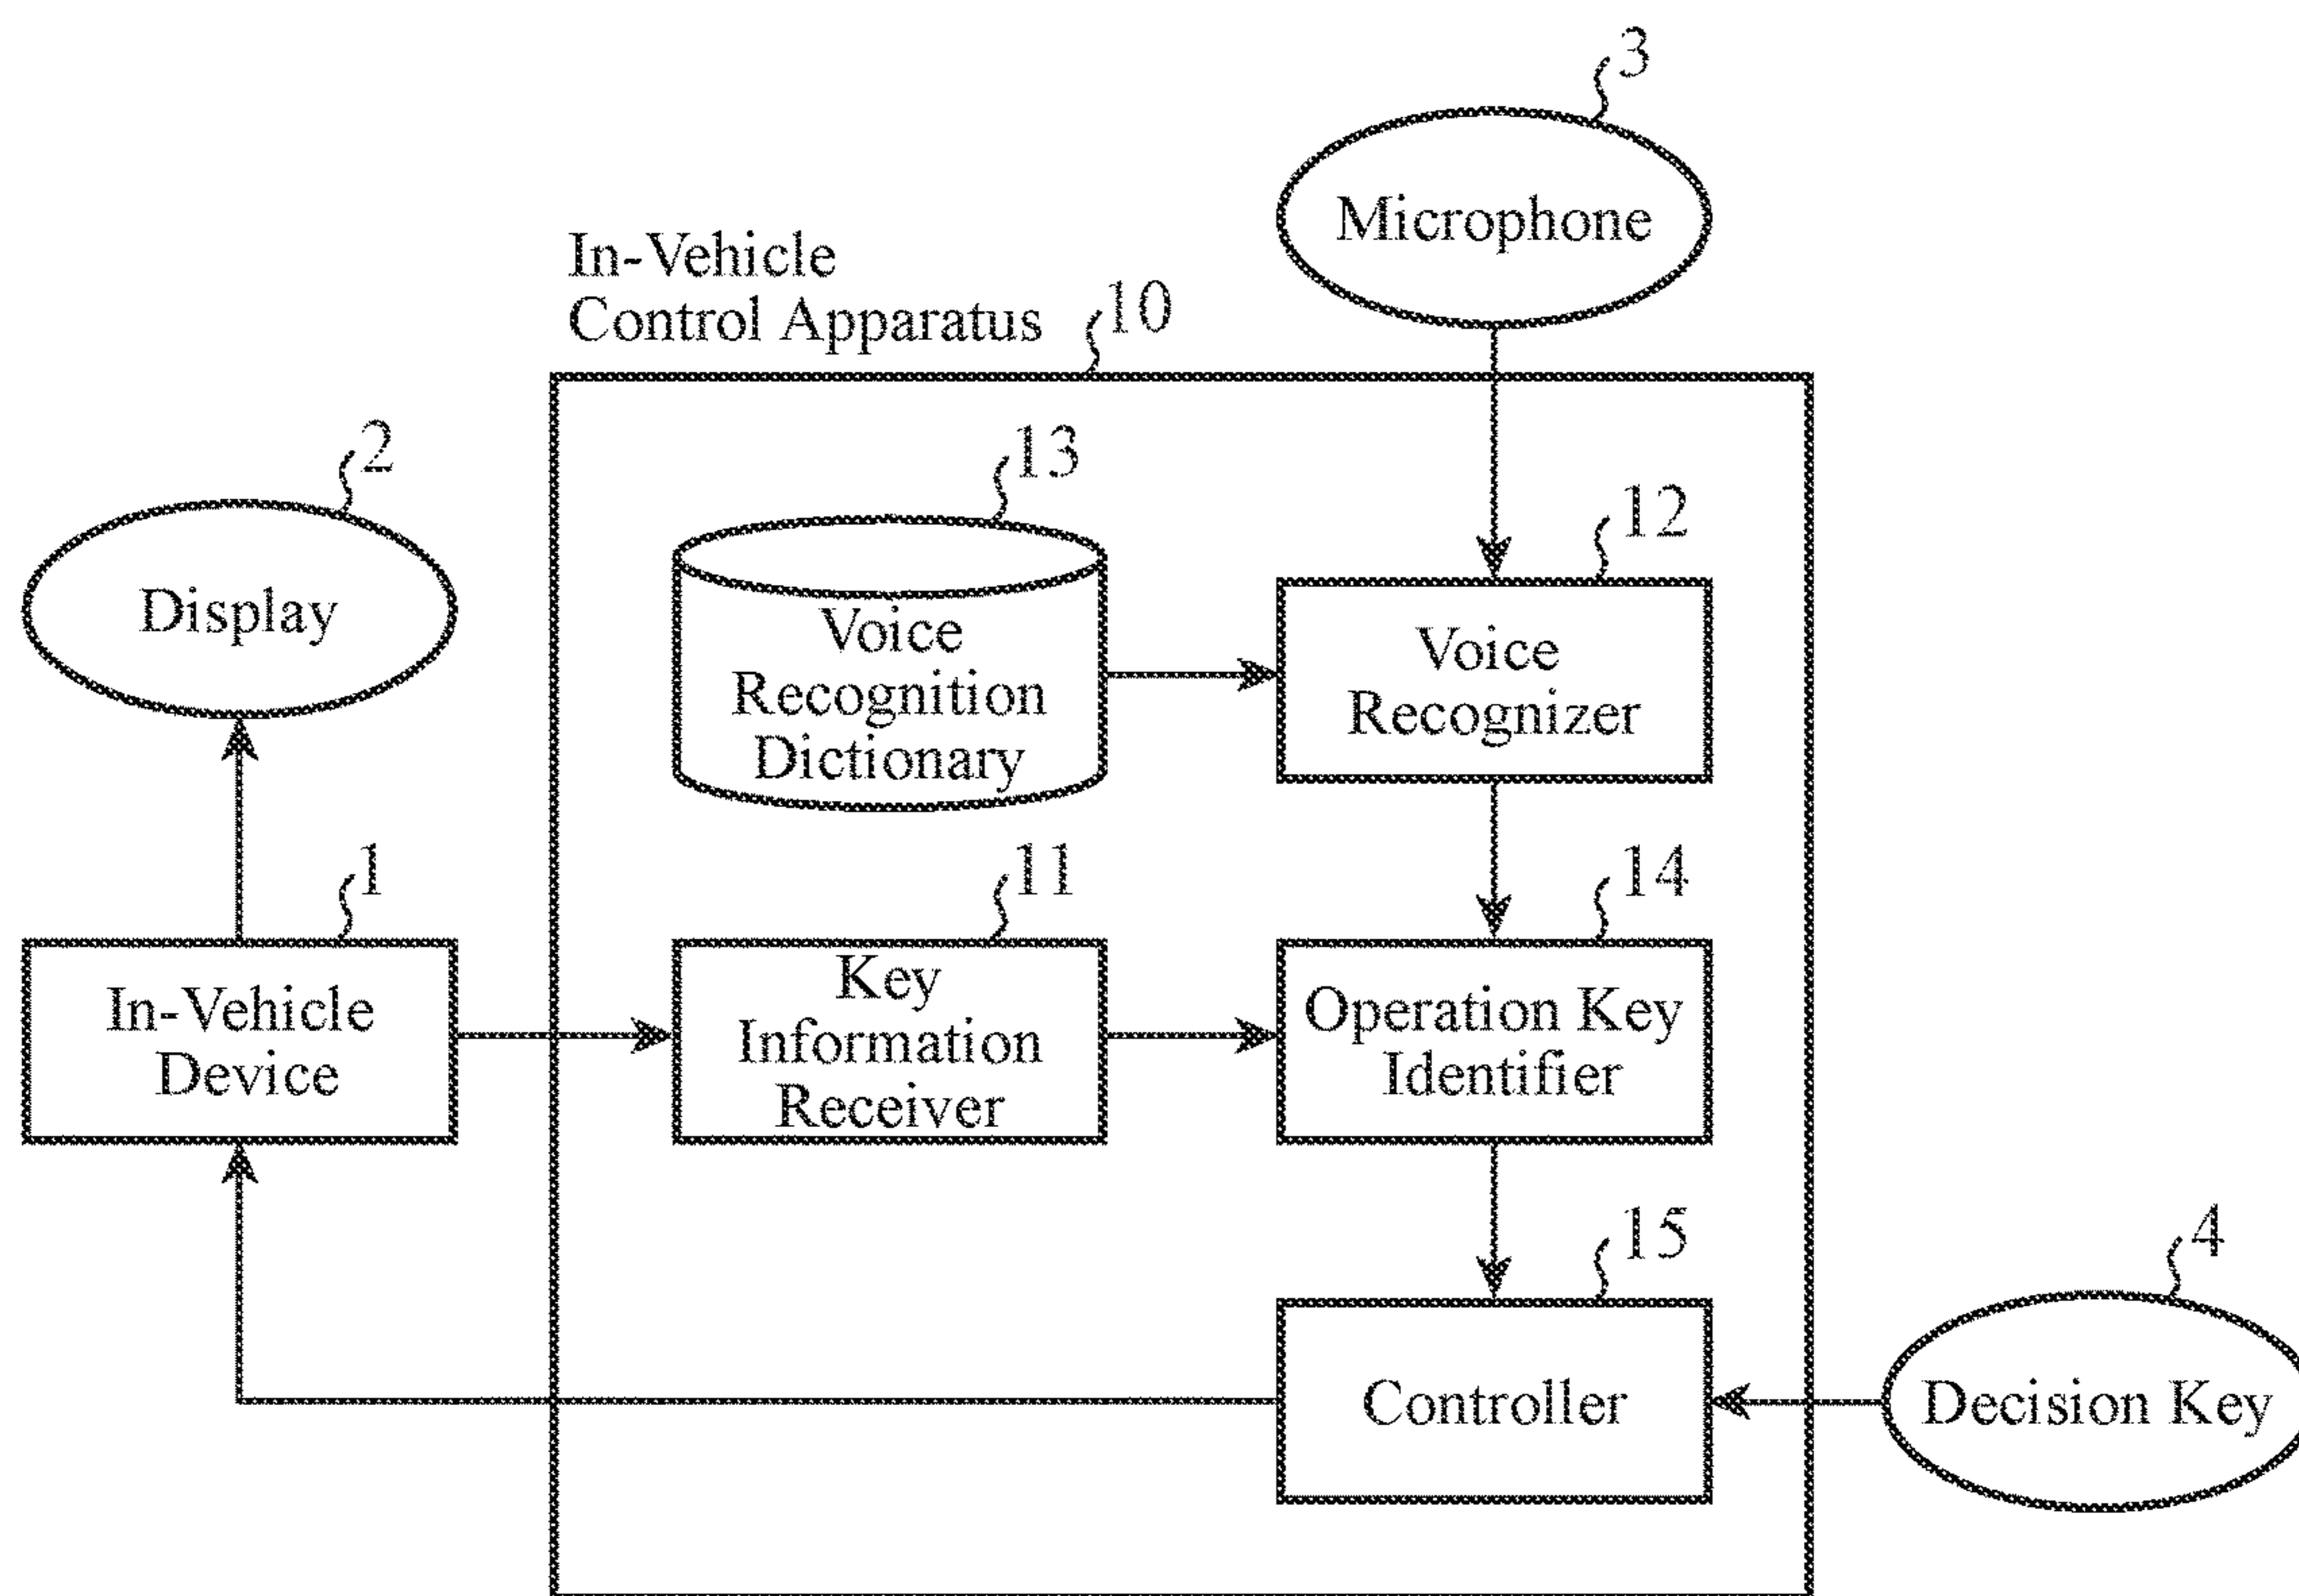 3
Microphone
In-Vehicle
Control Apparatus
10
2
Display
13
Voice
Recognition
Dictionary
12
Voice
Recognizer
1
In-Vehicle
Device
11
Key
Information
Receiver
14
Operation Key
Identifier
15
Controller
4
Decision Key